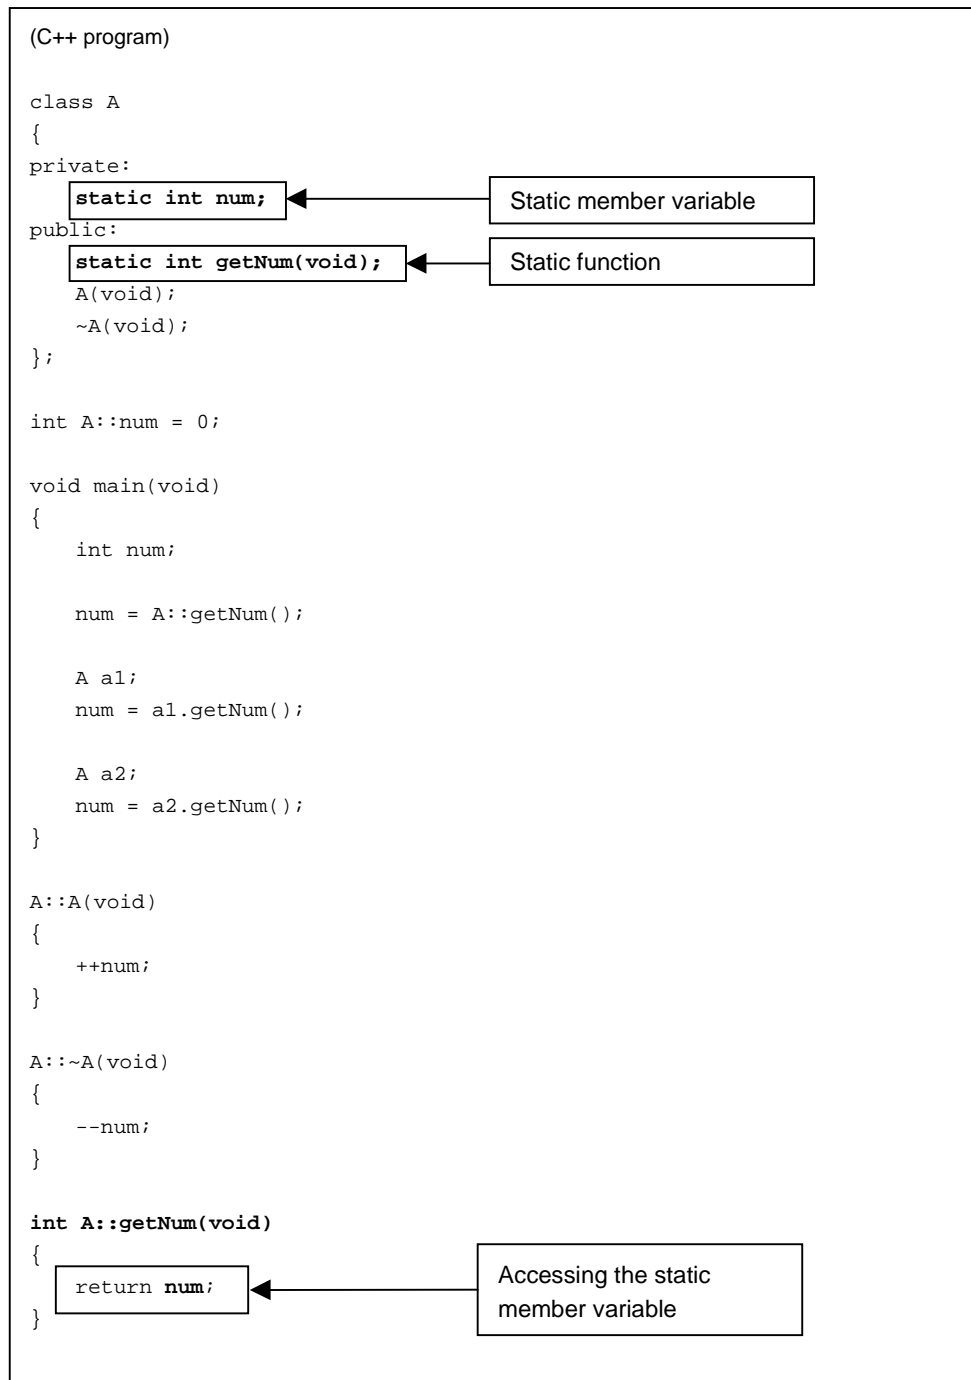 (C++ program)
class A
{
private:
static int num;
Static member variable
public:
static int getNum(void);
Static function
A(void);
~A(void);
};
int A::num = 0;
void main(void)
{
int num;
num = A::getNum();
A a1;
num = a1.getNum();
A a2;
num = a2.getNum();
}
A::A(void)
{
++num;
}
A::~A(void)
{
--num;
}
int A::getNum(void)
{
return num;
Accessing the static
member variable
}